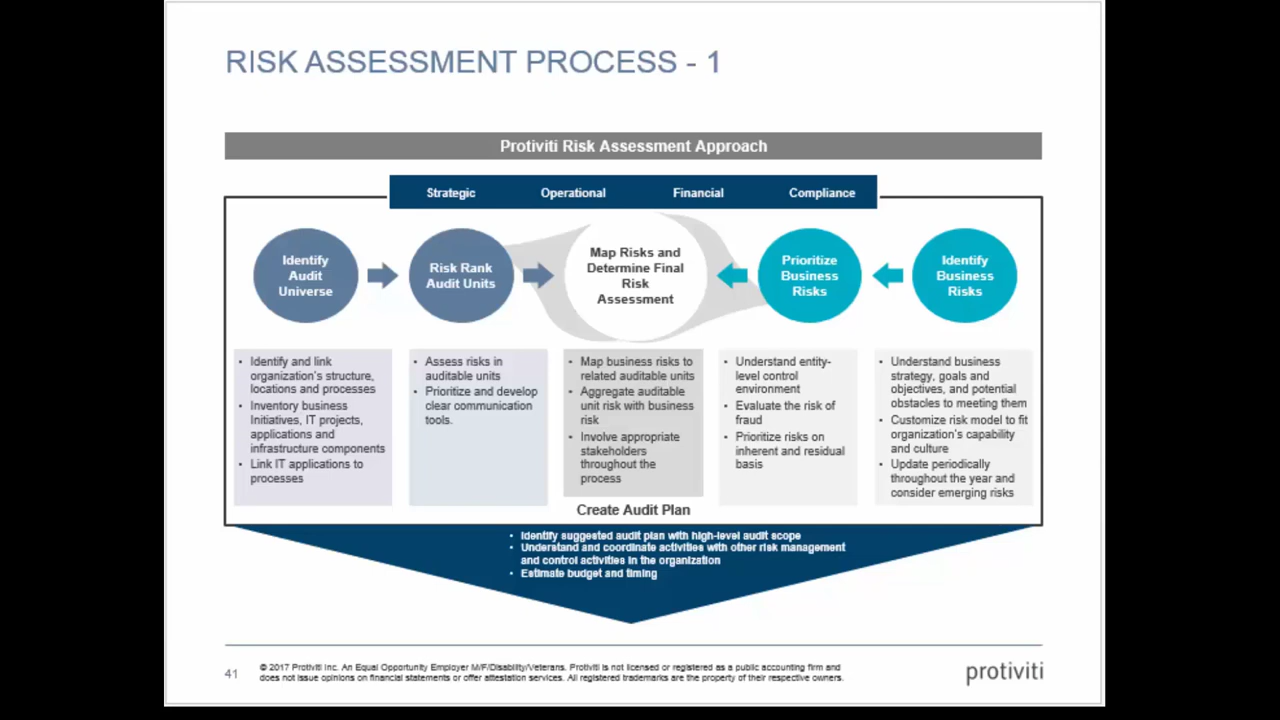 RISK ASSESSMENT PROCESS - 1
Protiviti Risk Assessment Approach
Strategic Operational Financial Compliance
Identify
Audit
Universe
Risk Rank
Audit Units
Map Risks and
Determine Final
Risk
Assessment
Prioritize
Business
Risks
Identify
Business
Risks
• Identify and link
organization's structure,
locations and processes
• Inventory business
Initiatives, IT projects,
applications and
infrastructure components
• Link IT applications to
processes
• Assess risks in
auditable units
• Prioritize and develop
clear communication
tools.
• Map business risks to
related auditable units
• Aggregate auditable
unit risk with business
risk
• Involve appropriate
stakeholders
throughout the
process
• Understand entity-
level control
environment
• Evaluate the risk of
fraud
• Prioritize risks on
inherent and residual
basis
• Understand business
strategy, goals and
objectives, and potential
obstacles to meeting them
• Customize risk model to fit
organization's capability
and culture
• Update periodically
throughout the year and
consider emerging risks
Create Audit Plan
• Identify suggested audit plan with high-level audit scope
• Understand and coordinate activities with other risk management
and control activities in the organization
• Estimate budget and timing
41
© 2017 Protiviti Inc. An Equal Opportunity Employer M/F/Disability/Veterans. Protiviti is not licensed or registered as a public accounting firm and
does not issue opinions on financial statements or offer attestation services. All registered trademarks are the property of their respective owners.
protiviti